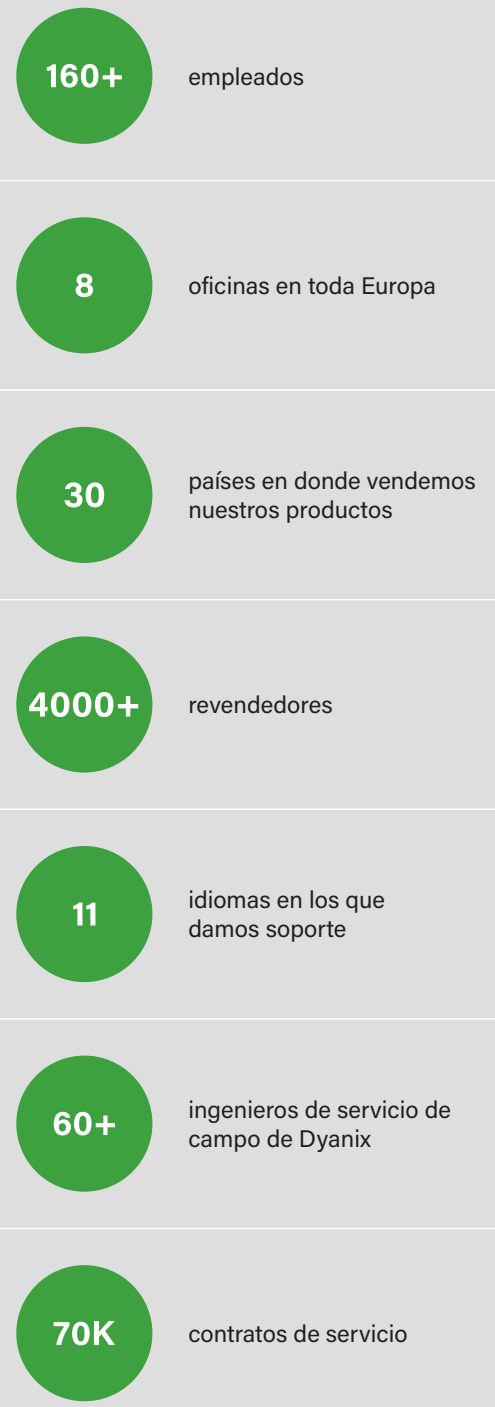 160+
empleados
8
oficinas en toda Europa
30
países en donde vendemos
nuestros productos
4000+
revendedores
11
idiomas en los que
damos soporte
60+
ingenieros de servicio de
campo de Dyanix
70K
contratos de servicio